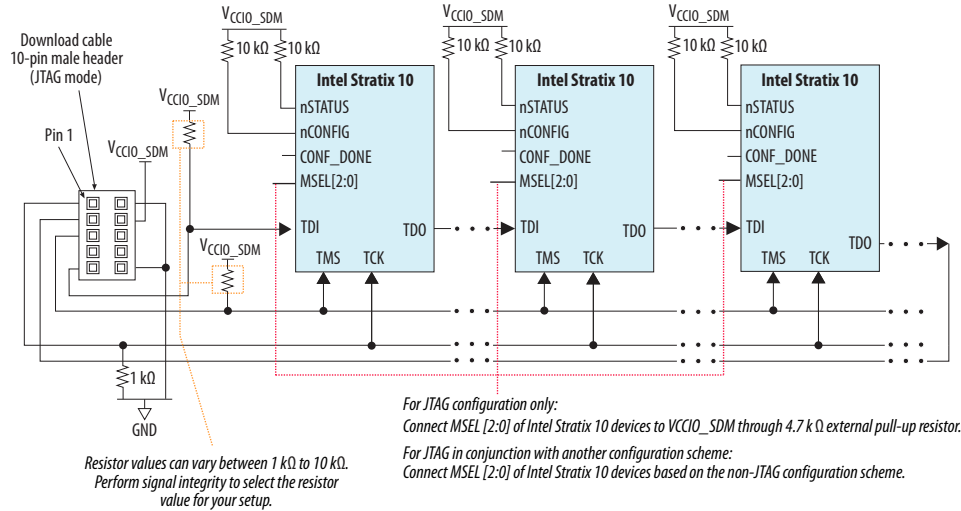 Download cable
10-pin male header
(JTAG mode)
Pin 1
VCCIO_SDM
VCCIO_SDM
VCCIO_SDM
1 kΩ
GND
VCCIO_SDM
10 kΩ
10 kΩ
Intel Stratix 10
nSTATUS
nCONFIG
CONF_DONE
MSEL[2:0]
TDI
TDO
TMS
TCK
VCCIO_SDM
10 kΩ
10 kΩ
Intel Stratix 10
nSTATUS
nCONFIG
CONF_DONE
MSEL[2:0]
TDI
TDO
TMS
TCK
VCCIO_SDM
10 kΩ
10 kΩ
Intel Stratix 10
nSTATUS
nCONFIG
CONF_DONE
MSEL[2:0]
TDI
TDO
TMS
TCK
Resistor values can vary between 1 kΩ to 10 kΩ.
Perform signal integrity to select the resistor
value for your setup.
For JTAG configuration only:
Connect MSEL [2:0] of Intel Stratix 10 devices to VCCIO_SDM through 4.7 k Ω external pull-up resistor.
For JTAG in conjunction with another configuration scheme:
Connect MSEL [2:0] of Intel Stratix 10 devices based on the non-JTAG configuration scheme.